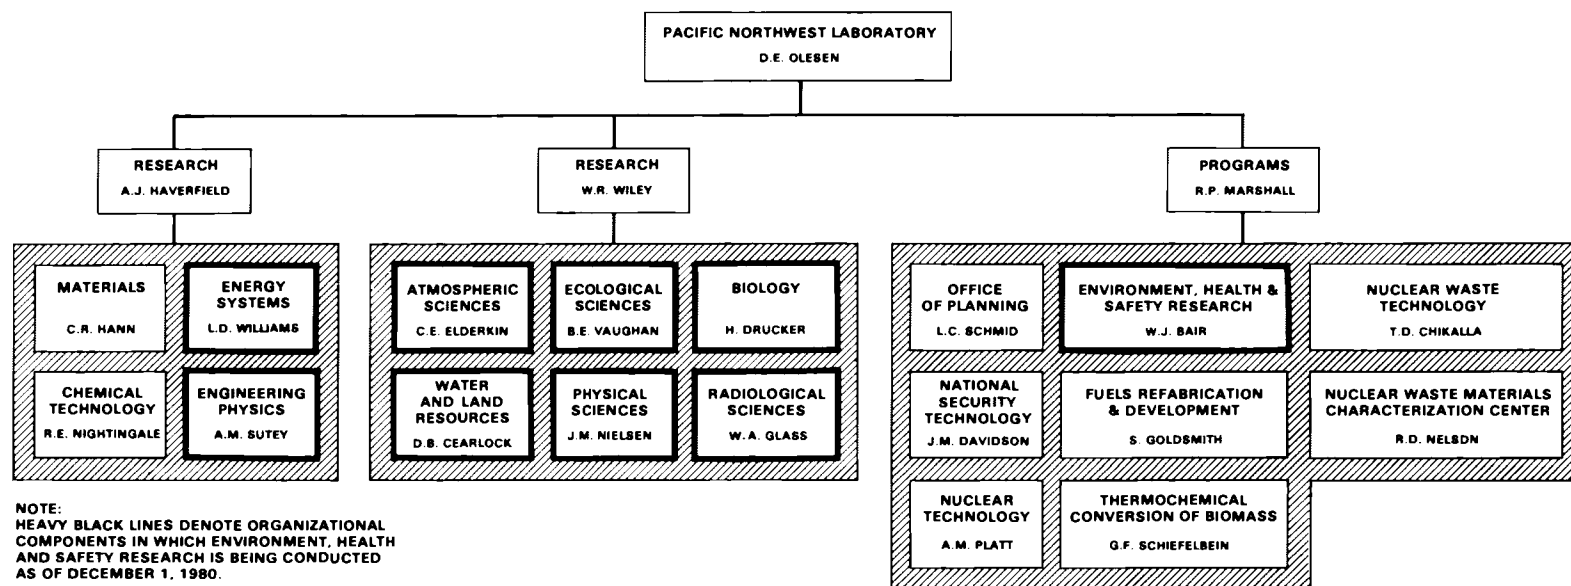 PACIFIC NORTHWEST LABORATORY
D.E. OLESEN
RESEARCH
A.J. HAVERFIELD
RESEARCH
W.R. WILEY
PROGRAMS
R.P. MARSHALL
MATERIALS
C.R. HANN
ENERGY
SYSTEMS
L.D. WILLIAMS
CHEMICAL
TECHNOLOGY
R.E. NIGHTINGALE
ENGINEERING
PHYSICS
A.M. SUTEY
ATMOSPHERIC
SCIENCES
C.E. ELDERKIN
ECOLOGICAL
SCIENCES
B.E. VAUGHAN
BIOLOGY
H. DRUCKER
WATER
AND LAND
RESOURCES
D.B. CEARLOCK
PHYSICAL
SCIENCES
J.M. NIELSEN
RADIOLOGICAL
SCIENCES
W.A. GLASS
OFFICE
OF PLANNING
L.C. SCHMID
ENVIRONMENT, HEALTH &
SAFETY RESEARCH
W.J. BAIR
NUCLEAR WASTE
TECHNOLOGY
T.D. CHIKALLA
NATIONAL
SECURITY
TECHNOLOGY
J.M. DAVIDSON
FUELS REFABRICATION
& DEVELOPMENT
S. GOLDSMITH
NUCLEAR WASTE MATERIALS
CHARACTERIZATION CENTER
R.D. NELSON
NUCLEAR
TECHNOLOGY
A.M. PLATT
THERMOCHEMICAL
CONVERSION OF BIOMASS
G.F. SCHIEFELBEIN
NOTE:
HEAVY BLACK LINES DENOTE ORGANIZATIONAL
COMPONENTS IN WHICH ENVIRONMENT, HEALTH
AND SAFETY RESEARCH IS BEING CONDUCTED
AS OF DECEMBER 1, 1980.